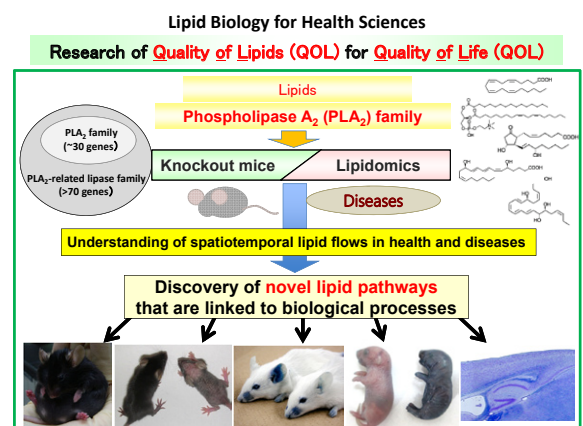 Lipid Biology for Health Sciences
Research of Quality of Lipids (QOL) for Quality of Life (QOL)
Lipids
Phospholipase A₂ (PLA₂) family
PLA₂ family
(~30 genes)
PLA₂-related lipase family
(>70 genes)
Knockout mice
Lipidomics
Diseases
Understanding of spatiotemporal lipid flows in health and diseases
Discovery of novel lipid pathways
that are linked to biological processes